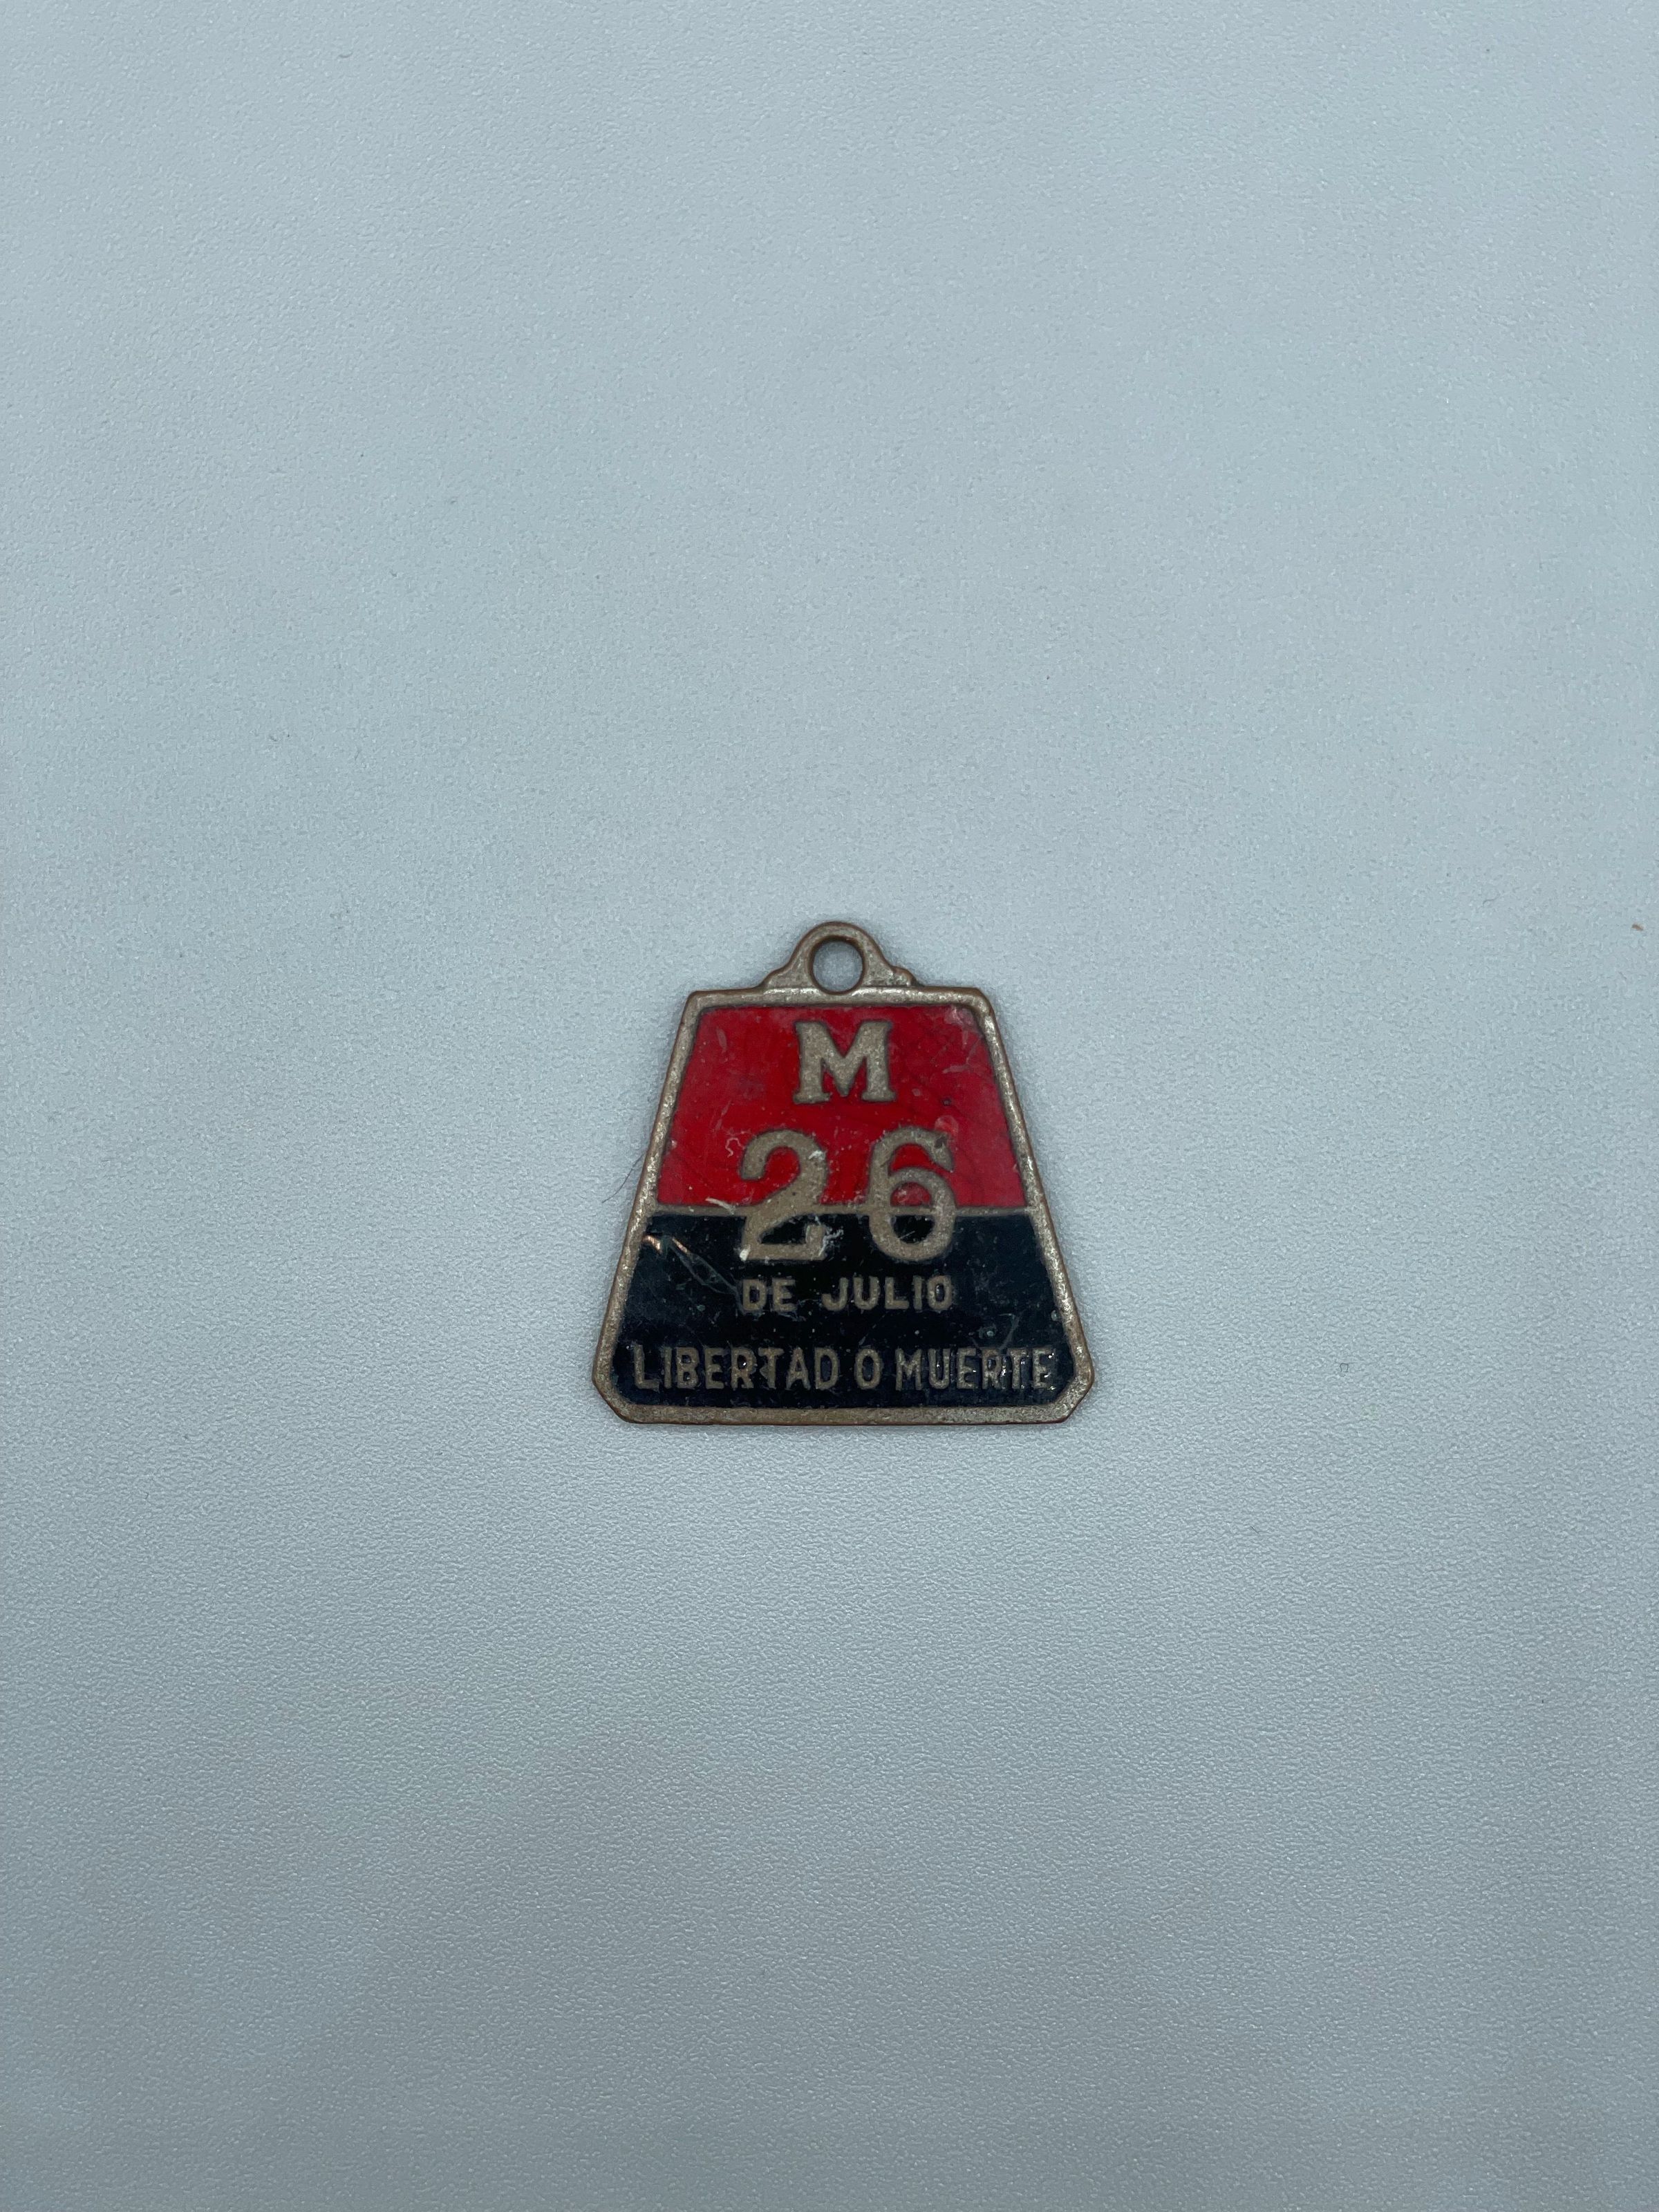 M
26
DE JULIO
LIBERTAD O MUERTE